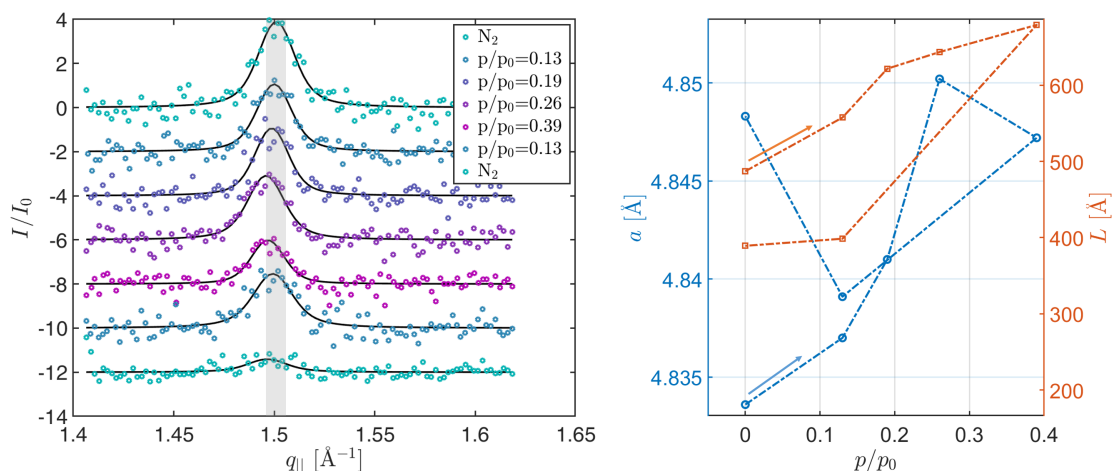 4
2
0
-2
-4
-6
-8
-10
-12
-14
I/I₀
1.4
1.45
1.5
1.55
1.6
1.65
q|| [Å⁻¹]
N₂
p/p₀=0.13
p/p₀=0.19
p/p₀=0.26
p/p₀=0.39
p/p₀=0.13
N₂
4.85
4.845
4.84
4.835
a [Å]
0
0.1
0.2
0.3
0.4
p/p₀
600
500
400
300
200
L [Å]